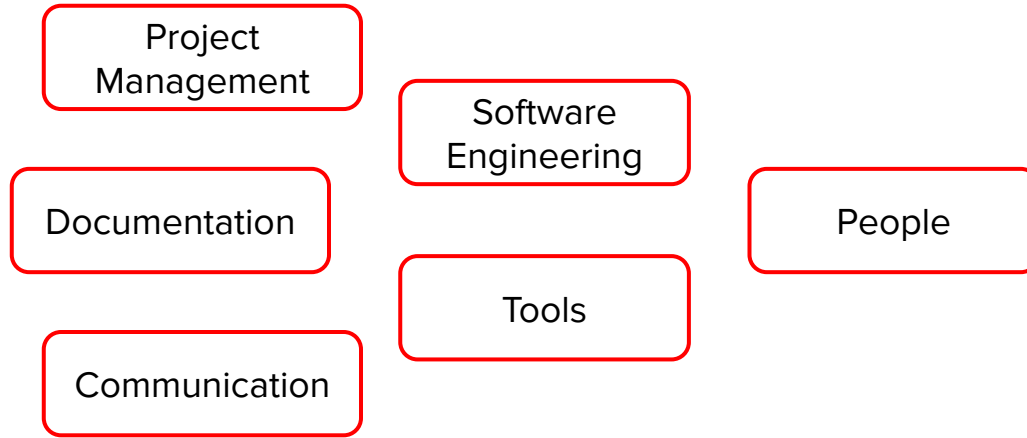 Project
Management
Software
Engineering
Documentation
People
Tools
Communication